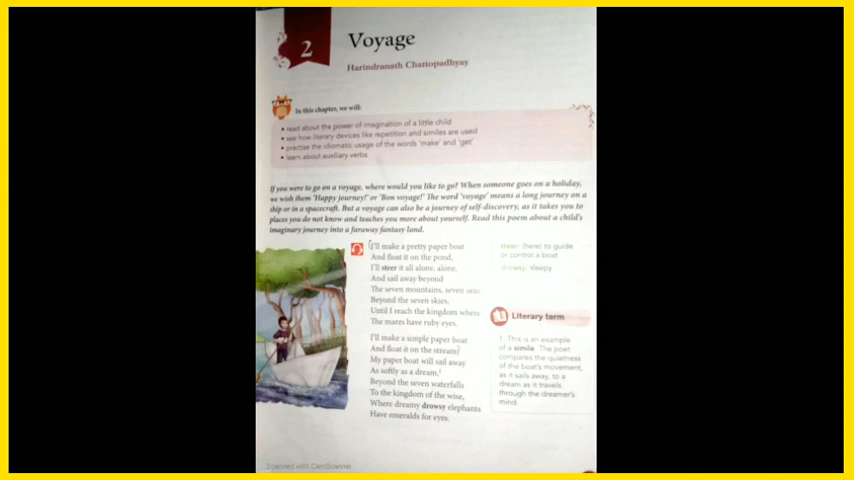 2
Voyage
Harindranath Chattopadhyay
In this chapter, we will:
• read about the power of imagination of a little child
• see how literary devices like repetition and similes are used
• practise the idiomatic usage of the words 'make' and 'get'
• learn about auxiliary verbs
If you were to go on a voyage, where would you like to go? When someone goes on a holiday,
we wish them 'Happy journey!' or 'Bon voyage!' The word 'voyage' means a long journey on a
ship or in a spacecraft. But a voyage can also be a journey of self-discovery, as it takes you to
places you do not know and teaches you more about yourself. Read this poem about a child's
imaginary journey into a faraway fantasy land.
I'll make a pretty paper boat
And float it on the pond,
I'll steer it all alone, alone,
And sail away beyond
The seven mountains, seven seas
Beyond the seven skies,
Until I reach the kingdom where
The mares have ruby eyes.
I'll make a simple paper boat
And float it on the stream?
My paper boat will sail away
As softly as a dream,¹
Beyond the seven waterfalls
To the kingdom of the wise,
Where dreamy drowsy elephants
Have emeralds for eyes.
steer: (here) to guide
or control a boat
drowsy: sleepy
Literary term
1 This is an example
of a simile. The poet
compares the quietness
of the boat's movement,
as it sails away, to a
dream as it travels
through the dreamer's
mind.
Scanned with CamScanner